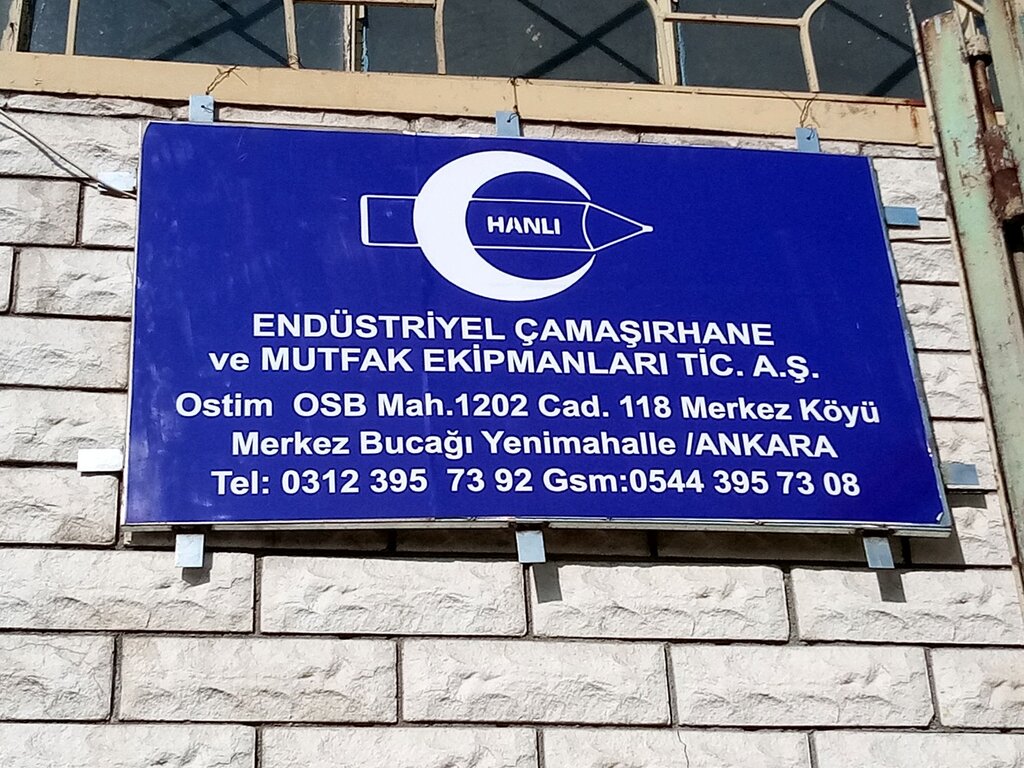 HANLI
ENDÜSTRİYEL ÇAMAŞIRHANE
ve MUTFAK EKİPMANLARI TİC. A.Ş.
Ostim OSB Mah.1202 Cad. 118 Merkez Köyü
Merkez Bucağı Yenimahalle /ANKARA
Tel: 0312 395 73 92 Gsm:0544 395 73 08